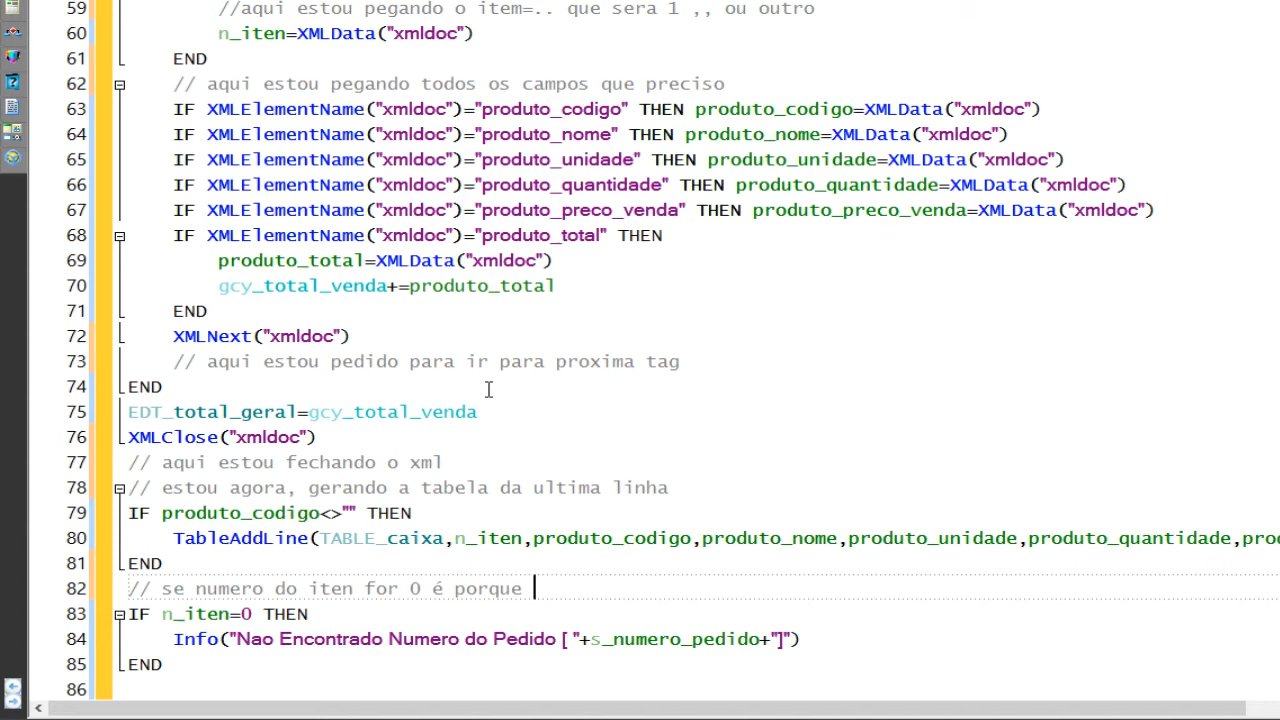 59 //aqui estou pegando o item=.. que sera 1 ,, ou outro
60 n_iten=XMLData("xmldoc")
61 END
62 // aqui estou pegando todos os campos que preciso
63 IF XMLElementName("xmldoc")="produto_codigo" THEN produto_codigo=XMLData("xmldoc")
64 IF XMLElementName("xmldoc")="produto_nome" THEN produto_nome=XMLData("xmldoc")
65 IF XMLElementName("xmldoc")="produto_unidade" THEN produto_unidade=XMLData("xmldoc")
66 IF XMLElementName("xmldoc")="produto_quantidade" THEN produto_quantidade=XMLData("xmldoc")
67 IF XMLElementName("xmldoc")="produto_preco_venda" THEN produto_preco_venda=XMLData("xmldoc")
68 IF XMLElementName("xmldoc")="produto_total" THEN
69 produto_total=XMLData("xmldoc")
70 gcy_total_venda+=produto_total
71 END
72 XMLNext("xmldoc")
73 // aqui estou pedido para ir para proxima tag
74 END
75 EDT_total_geral=gcy_total_venda
76 XMLClose("xmldoc")
77 // aqui estou fechando o xml
78 // estou agora, gerando a tabela da ultima linha
79 IF produto_codigo<>"" THEN
80 TableAddLine(TABLE_caixa,n_iten,produto_codigo,produto_nome,produto_unidade,produto_quantidade,proc
81 END
82 // se numero do iten for 0 é porque
83 IF n_iten=0 THEN
84 Info("Nao Encontrado Numero do Pedido [ "+s_numero_pedido+"]")
85 END
86